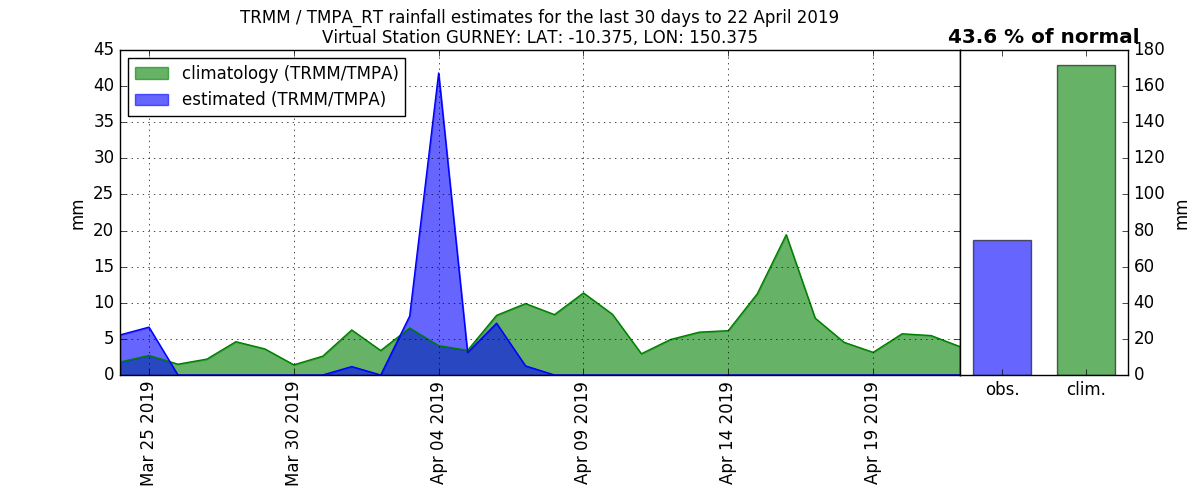 TRMM / TMPA_RT rainfall estimates for the last 30 days to 22 April 2019
Virtual Station GURNEY: LAT: -10.375, LON: 150.375
43.6 % of normal
climatology (TRMM/TMPA)
estimated (TRMM/TMPA)
mm
45
40
35
30
25
20
15
10
5
0
Mar 25 2019
Mar 30 2019
Apr 04 2019
Apr 09 2019
Apr 14 2019
Apr 19 2019
obs.
clim.
180
160
140
120
100
80
60
40
20
0
mm